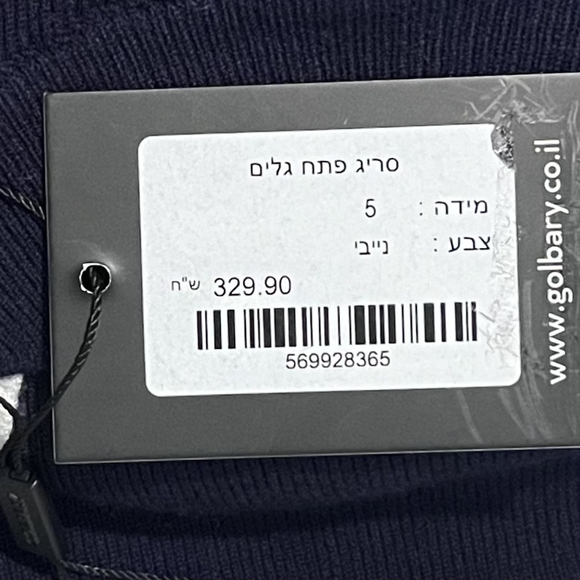 סריג פתח גלים
מידה : 5
צבע : נייבי
329.90 ש"ח
569928365
www.golbary.co.il